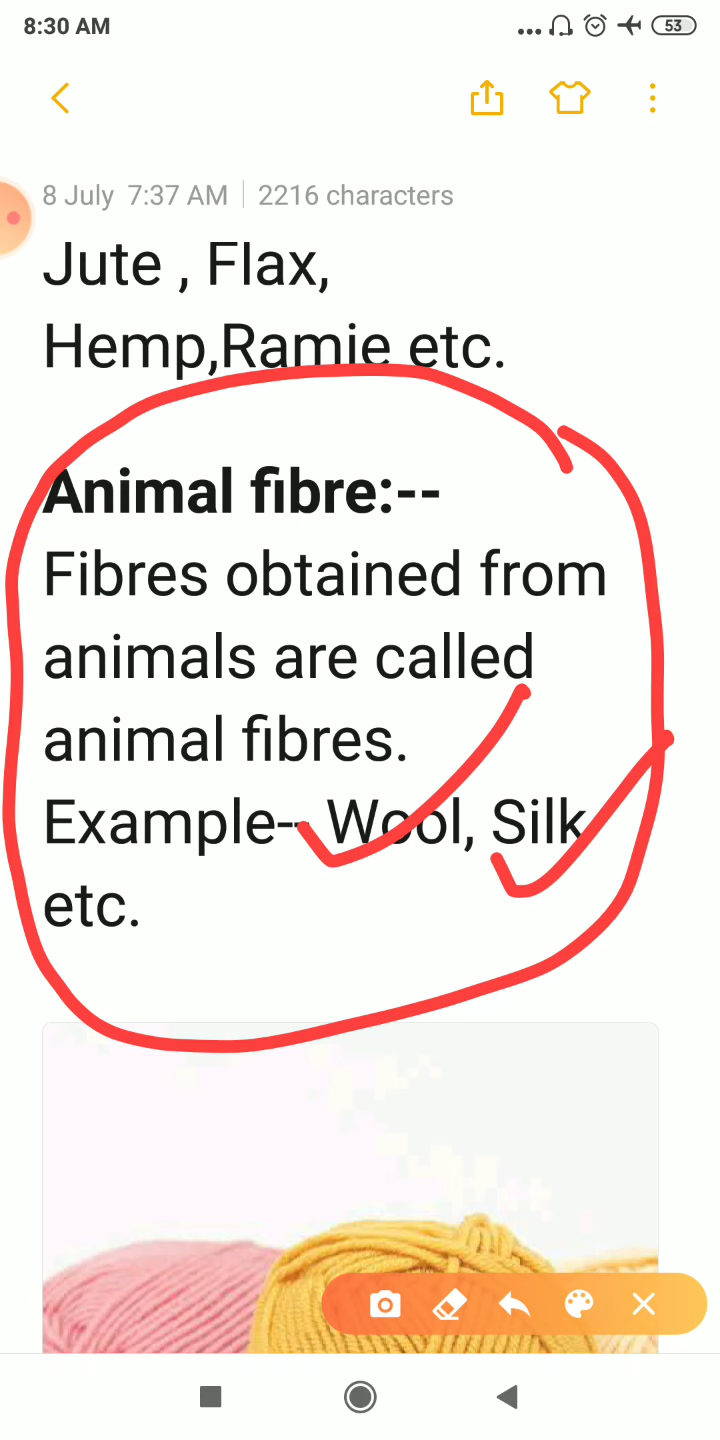 8:30 AM 53
8 July 7:37 AM | 2216 characters
Jute , Flax,
Hemp,Ramie etc.
Animal fibre:--
Fibres obtained from
animals are called
animal fibres.
Example-- Wool, Silk
etc.